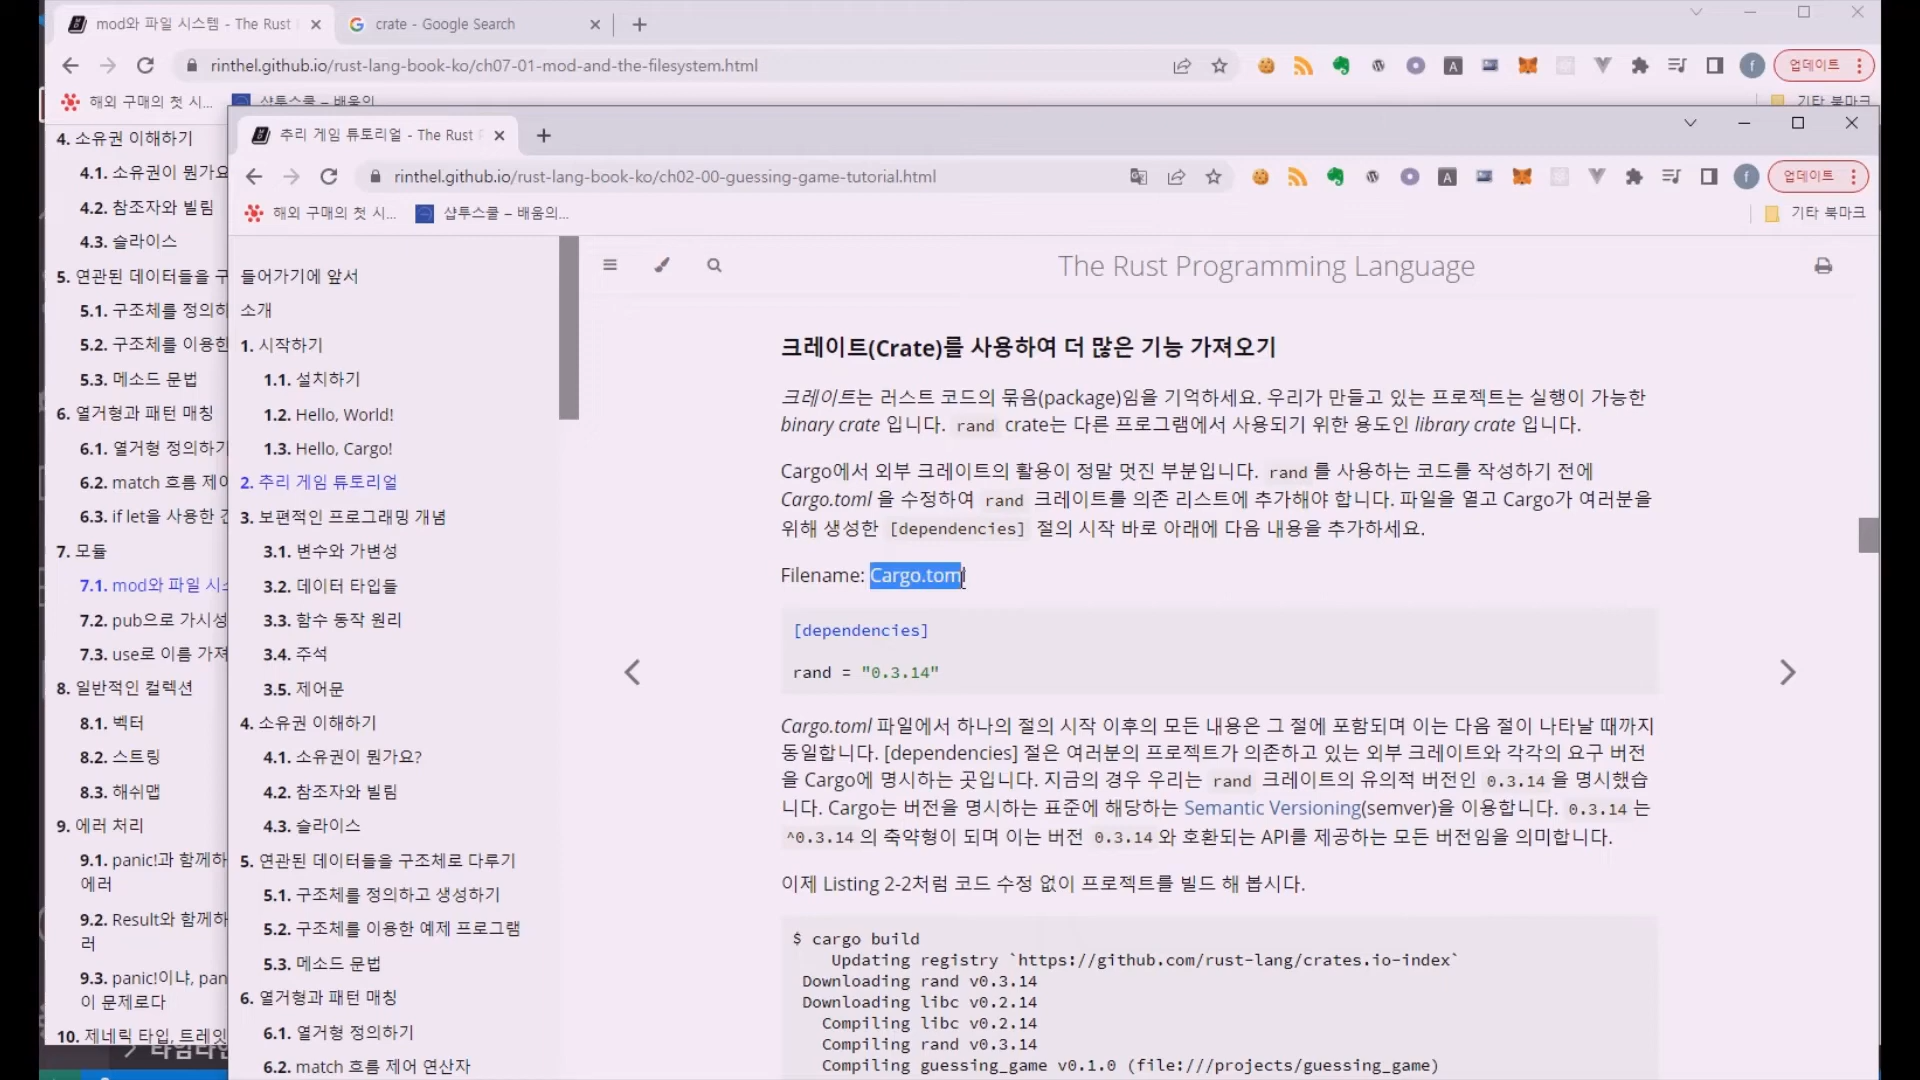 mod와 파일 시스템 - The Rust
crate - Google Search
rinthel.github.io/rust-lang-book-ko/ch07-01-mod-and-the-filesystem.html
업데이트
해외 구매의 첫 시...
샵투스쿨 – 배움의
기타 북마크
4. 소유권 이해하기
4.1. 소유권이 뭔가요
4.2. 참조자와 빌림
4.3. 슬라이스
5. 연관된 데이터들을 구
5.1. 구조체를 정의하
5.2. 구조체를 이용한
5.3. 메소드 문법
6. 열거형과 패턴 매칭
6.1. 열거형 정의하기
6.2. match 흐름 제어
6.3. if let을 사용한 간
7. 모듈
7.1. mod와 파일 시스
7.2. pub으로 가시성
7.3. use로 이름 가져
8. 일반적인 컬렉션
8.1. 벡터
8.2. 스트링
8.3. 해쉬맵
9. 에러 처리
9.1. panic!과 함께하
에러
9.2. Result와 함께하
러
9.3. panic!이냐, pan
이 문제로다
10. 제네릭 타입, 트레잇
타임라인
추리 게임 튜토리얼 - The Rust
rinthel.github.io/rust-lang-book-ko/ch02-00-guessing-game-tutorial.html
업데이트
해외 구매의 첫 시...
샵투스쿨 – 배움의...
기타 북마크
들어가기에 앞서
소개
1. 시작하기
1.1. 설치하기
1.2. Hello, World!
1.3. Hello, Cargo!
2. 추리 게임 튜토리얼
3. 보편적인 프로그래밍 개념
3.1. 변수와 가변성
3.2. 데이터 타입들
3.3. 함수 동작 원리
3.4. 주석
3.5. 제어문
4. 소유권 이해하기
4.1. 소유권이 뭔가요?
4.2. 참조자와 빌림
4.3. 슬라이스
5. 연관된 데이터들을 구조체로 다루기
5.1. 구조체를 정의하고 생성하기
5.2. 구조체를 이용한 예제 프로그램
5.3. 메소드 문법
6. 열거형과 패턴 매칭
6.1. 열거형 정의하기
6.2. match 흐름 제어 연산자
The Rust Programming Language
크레이트(Crate)를 사용하여 더 많은 기능 가져오기
크레이트는 러스트 코드의 묶음(package)임을 기억하세요. 우리가 만들고 있는 프로젝트는 실행이 가능한
binary crate 입니다. rand crate는 다른 프로그램에서 사용되기 위한 용도인 library crate 입니다.
Cargo에서 외부 크레이트의 활용이 정말 멋진 부분입니다. rand 를 사용하는 코드를 작성하기 전에
Cargo.toml 을 수정하여 rand 크레이트를 의존 리스트에 추가해야 합니다. 파일을 열고 Cargo가 여러분을
위해 생성한 [dependencies] 절의 시작 바로 아래에 다음 내용을 추가하세요.
Filename: Cargo.toml
[dependencies]
rand = "0.3.14"
Cargo.toml 파일에서 하나의 절의 시작 이후의 모든 내용은 그 절에 포함되며 이는 다음 절이 나타날 때까지
동일합니다. [dependencies] 절은 여러분의 프로젝트가 의존하고 있는 외부 크레이트와 각각의 요구 버전
을 Cargo에 명시하는 곳입니다. 지금의 경우 우리는 rand 크레이트의 유의적 버전인 0.3.14 을 명시했습
니다. Cargo는 버전을 명시하는 표준에 해당하는 Semantic Versioning(semver)을 이용합니다. 0.3.14 는
^0.3.14 의 축약형이 되며 이는 버전 0.3.14 와 호환되는 API를 제공하는 모든 버전임을 의미합니다.
이제 Listing 2-2처럼 코드 수정 없이 프로젝트를 빌드 해 봅시다.
$ cargo build
Updating registry `https://github.com/rust-lang/crates.io-index`
Downloading rand v0.3.14
Downloading libc v0.2.14
Compiling libc v0.2.14
Compiling rand v0.3.14
Compiling guessing_game v0.1.0 (file:///projects/guessing_game)